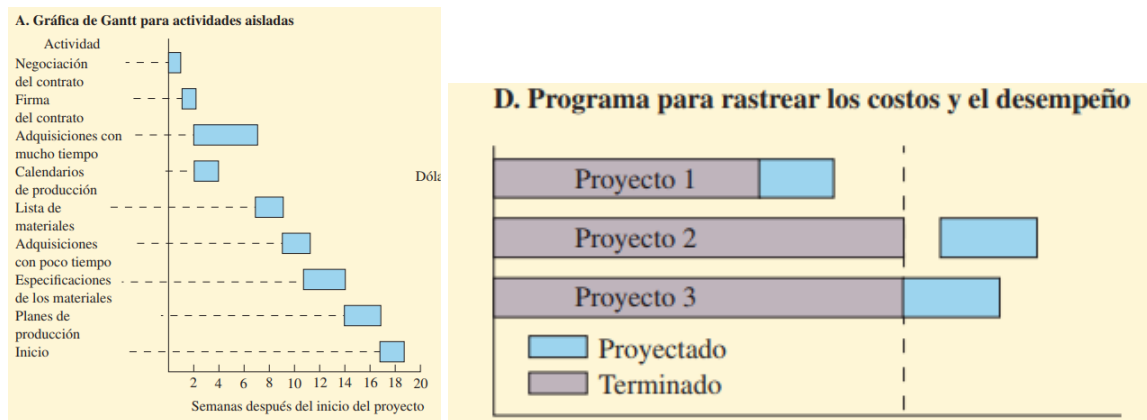 A. Gráfica de Gantt para actividades aisladas
Actividad
Negociación
del contrato
Firma
del contrato
Adquisiciones con
mucho tiempo
Calendarios
de producción
Lista de
materiales
Adquisiciones
con poco tiempo
Especificaciones
de los materiales
Planes de
producción
Inicio
2 4 6 8 10 12 14 16 18 20
Semanas después del inicio del proyecto
Dóla
D. Programa para rastrear los costos y el desempeño
Proyecto 1
Proyecto 2
Proyecto 3
Proyectado
Terminado